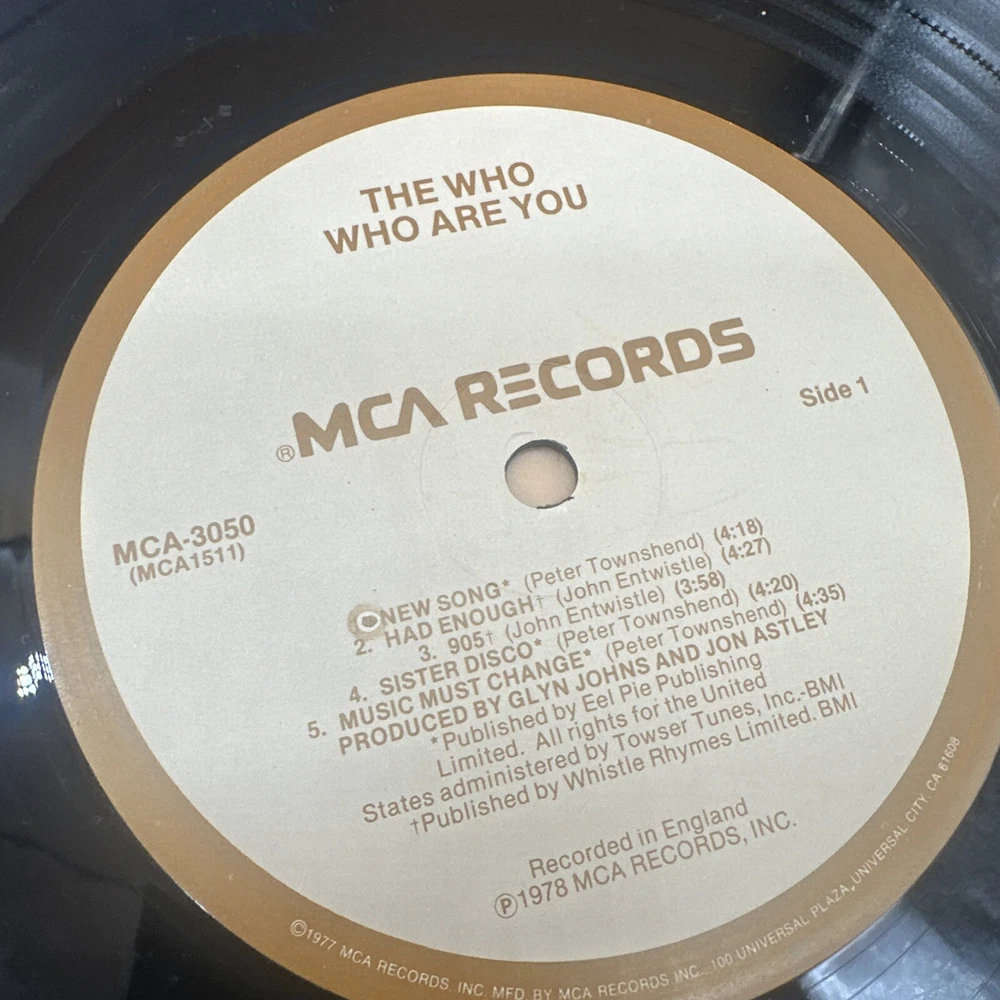 THE WHO
WHO ARE YOU
®MCA RECORDS
Side 1
MCA-3050
(MCA1511)
NEW SONG* (Peter Townshend) (4:18)
2. HAD ENOUGH† (John Entwistle) (4:27)
3. 905† (John Entwistle) (3:58)
4. SISTER DISCO* (Peter Townshend) (4:20)
5. MUSIC MUST CHANGE* (Peter Townshend) (4:35)
PRODUCED BY GLYN JOHNS AND JON ASTLEY
*Published by Eel Pie Publishing
Limited. All rights for the United
States administered by Towser Tunes, Inc.-BMI
†Published by Whistle Rhymes Limited. BMI
Recorded in England
Ⓟ1978 MCA RECORDS, INC.
©1977 MCA RECORDS, INC. MFD. BY MCA RECORDS INC., 100 UNIVERSAL PLAZA, UNIVERSAL CITY, CA 61608